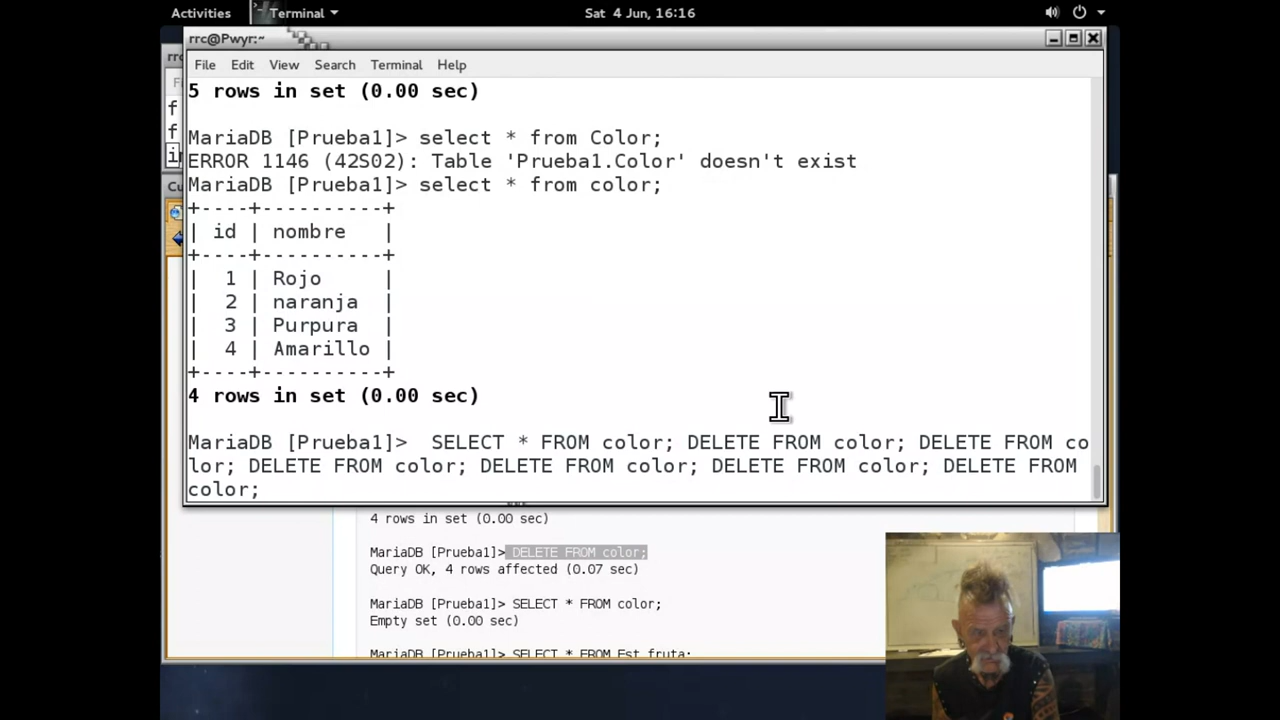 Activities
Terminal
Sat 4 Jun, 16:16
rrc@Pwyr:~
File Edit View Search Terminal Help
5 rows in set (0.00 sec)
MariaDB [Prueba1]> select * from Color;
ERROR 1146 (42S02): Table 'Prueba1.Color' doesn't exist
MariaDB [Prueba1]> select * from color;
+----+----------+
| id | nombre   |
+----+----------+
|  1 | Rojo     |
|  2 | naranja  |
|  3 | Purpura  |
|  4 | Amarillo |
+----+----------+
4 rows in set (0.00 sec)
MariaDB [Prueba1]>  SELECT * FROM color; DELETE FROM color; DELETE FROM co
lor; DELETE FROM color; DELETE FROM color; DELETE FROM color; DELETE FROM
color;
4 rows in set (0.00 sec)
MariaDB [Prueba1]> DELETE FROM color;
Query OK, 4 rows affected (0.07 sec)
MariaDB [Prueba1]> SELECT * FROM color;
Empty set (0.00 sec)
MariaDB [Prueba1]> SELECT * FROM Est_fruta;